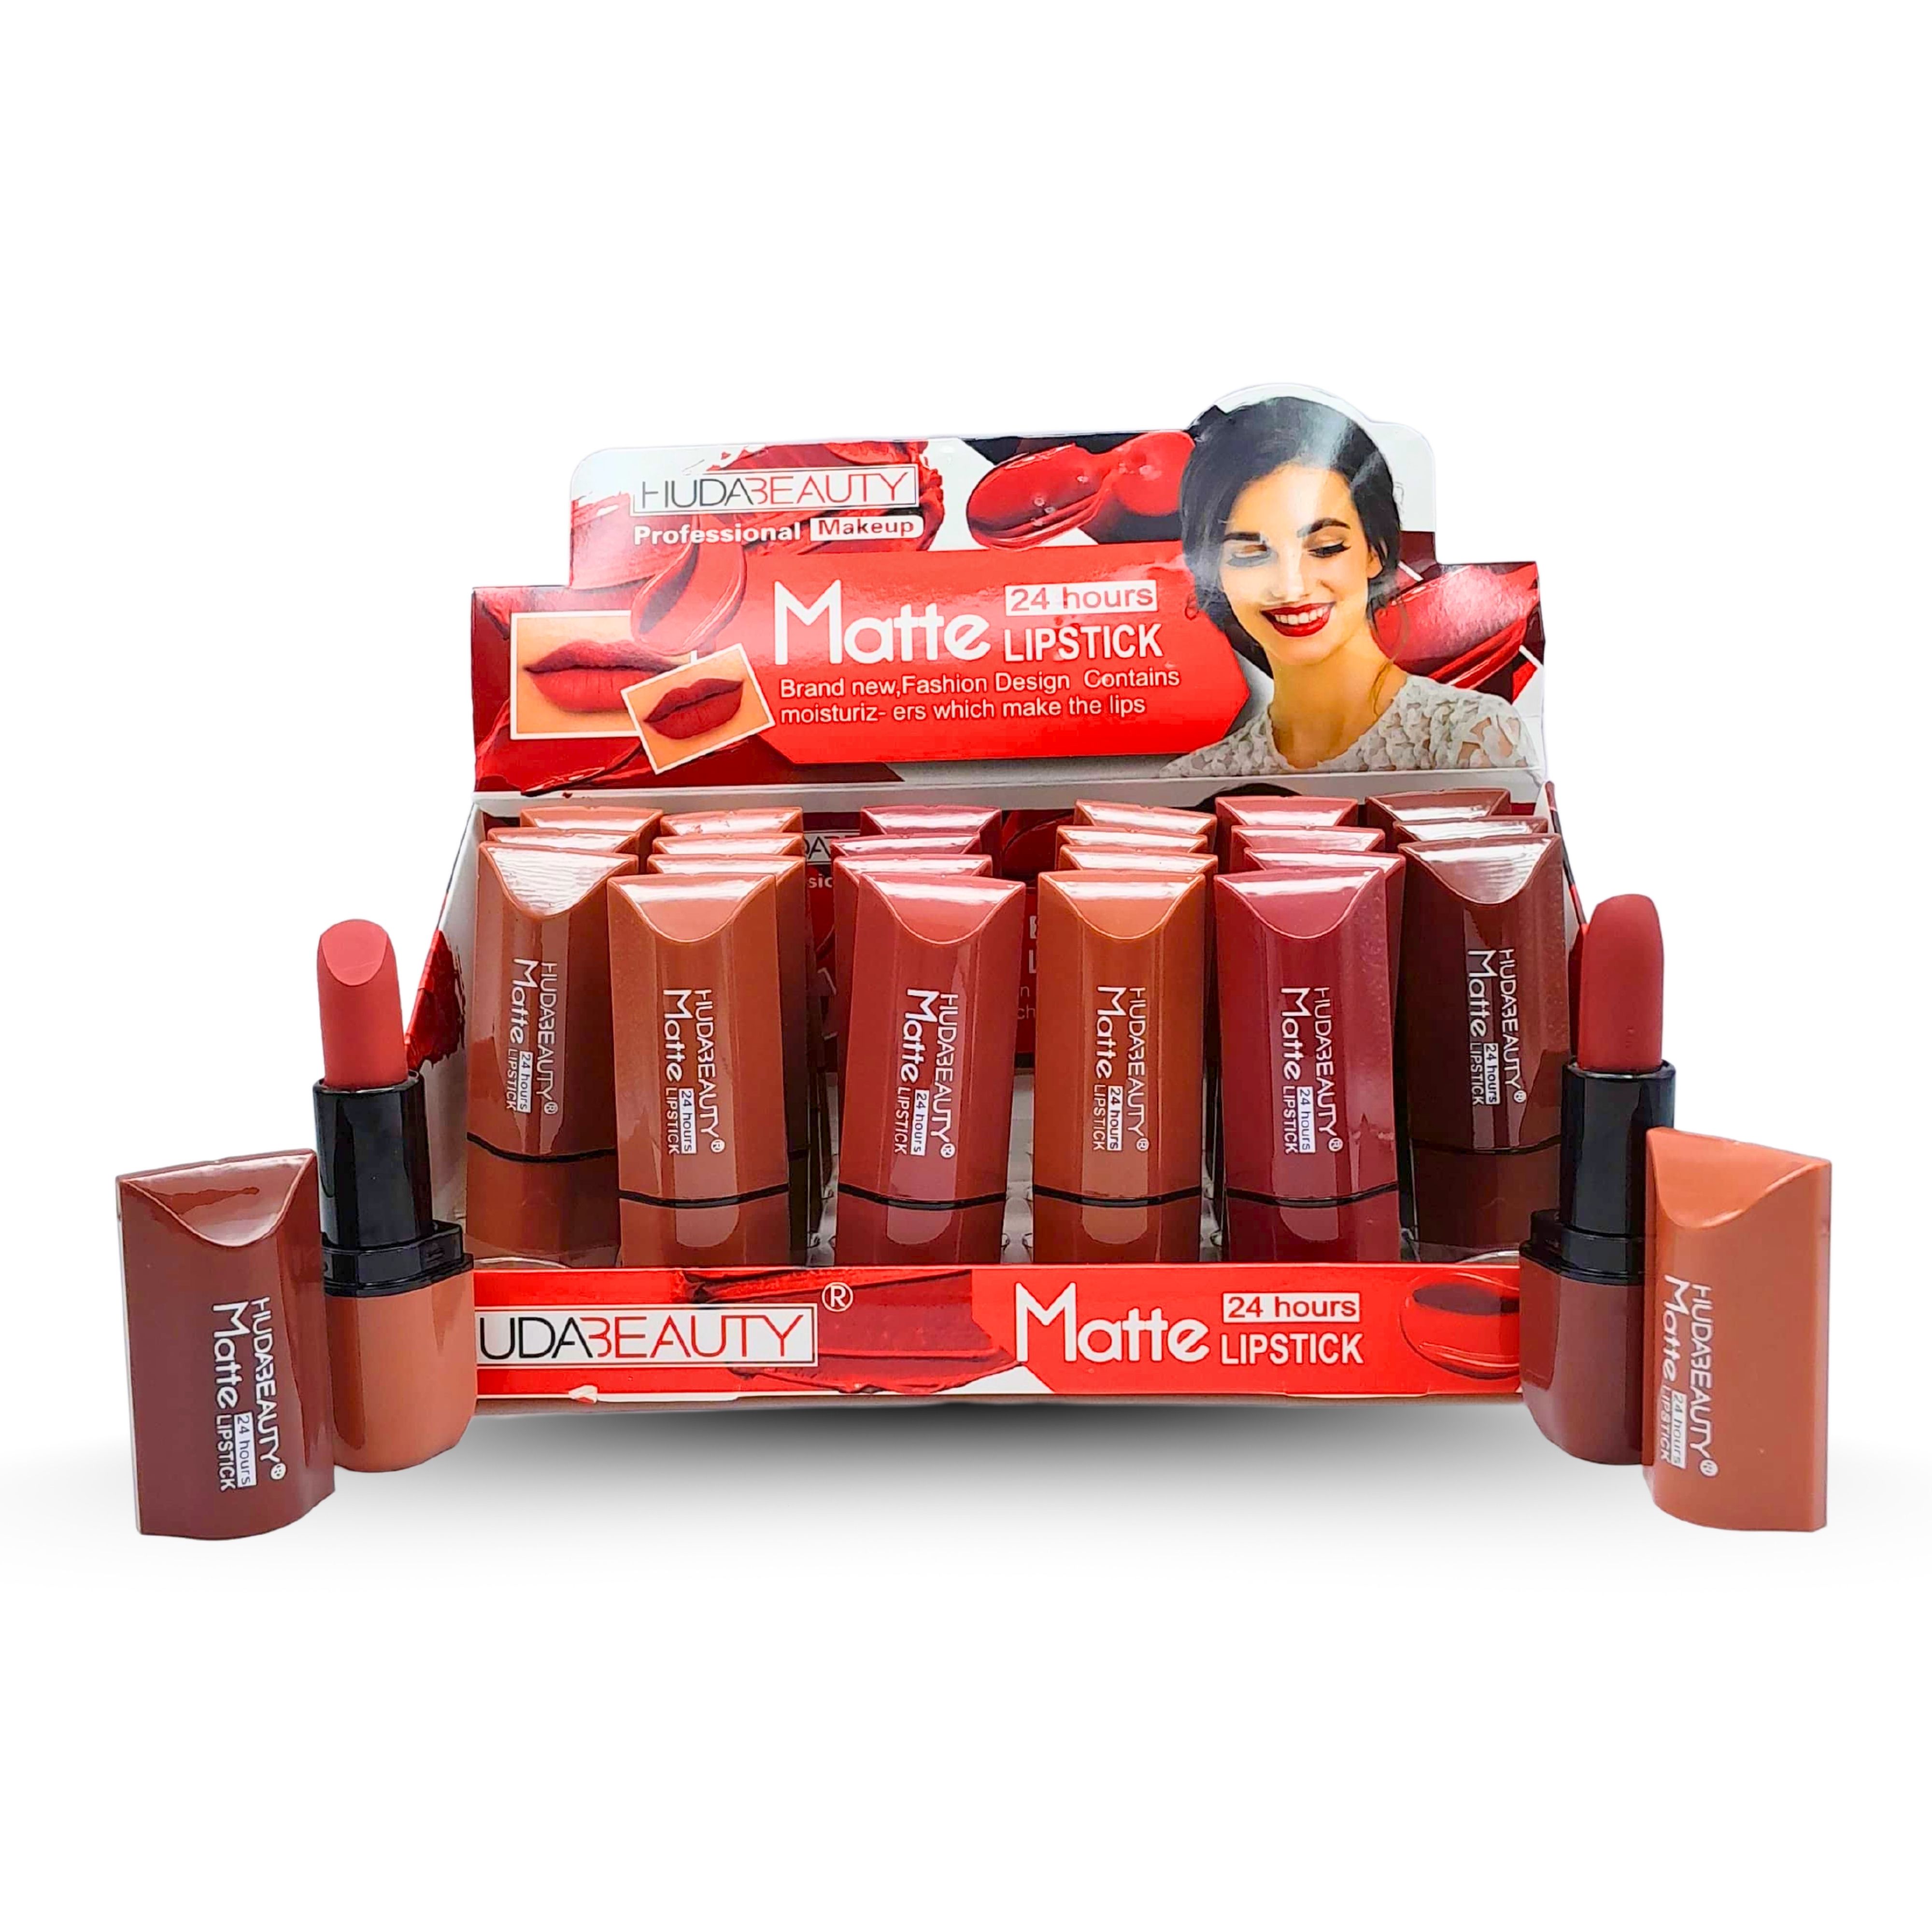 HUDABEAUTY
Professional Makeup
Matte 24 hours
LIPSTICK
Brand new,Fashion Design Contains
moisturiz- ers which make the lips
HUDABEAUTY®
Matte 24 hours LIPSTICK
HUDABEAUTY®
Matte 24 hours LIPSTICK
HUDABEAUTY®
Matte 24 hours LIPSTICK
HUDABEAUTY®
Matte 24 hours LIPSTICK
HUDABEAUTY®
Matte 24 hours LIPSTICK
HUDABEAUTY®
Matte 24 hours LIPSTICK
HUDABEAUTY®
Matte 24 hours LIPSTICK
HUDABEAUTY®
Matte 24 hours LIPSTICK
UDABEAUTY®
Matte 24 hours
LIPSTICK